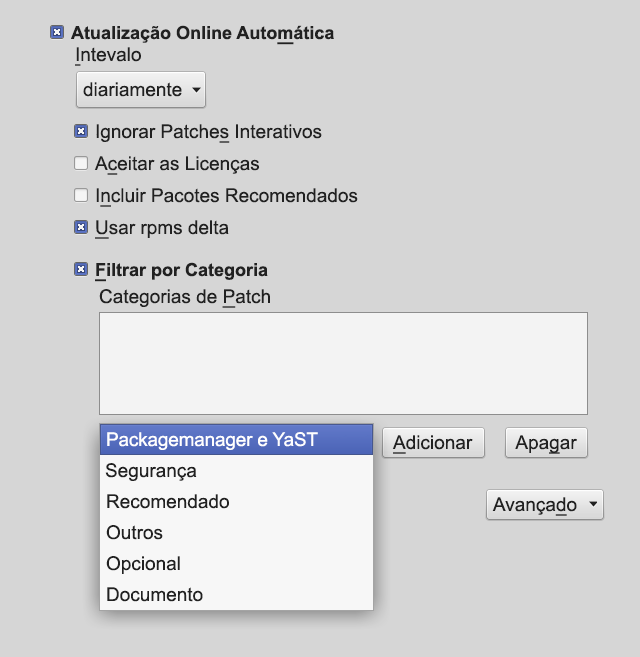 Atualização Online Automática
Intevalo
diariamente
Ignorar Patches Interativos
Aceitar as Licenças
Incluir Pacotes Recomendados
Usar rpms delta
Filtrar por Categoria
Categorias de Patch
Packagemanager e YaST
Adicionar
Apagar
Segurança
Recomendado
Avançado
Outros
Opcional
Documento